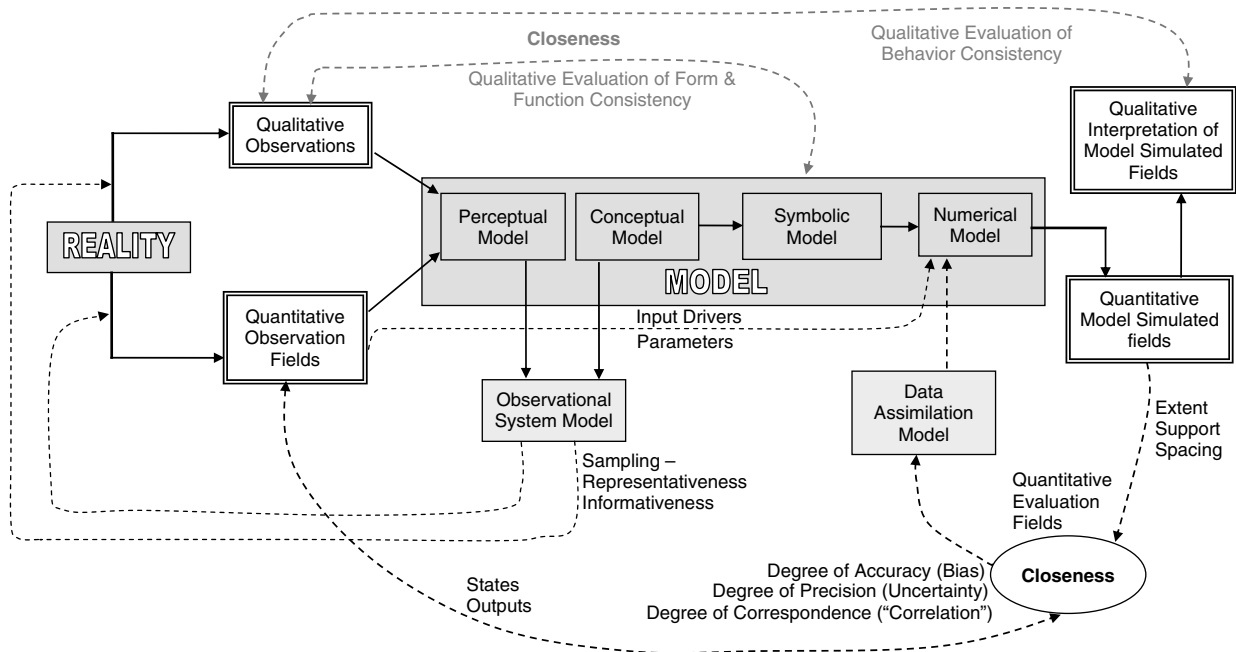 Closeness
Qualitative Evaluation of
Behavior Consistency
Qualitative Evaluation of Form &
Function Consistency
Qualitative
Observations
Qualitative
Interpretation of
Model Simulated
Fields
REALITY
Perceptual
Model
Conceptual
Model
Symbolic
Model
Numerical
Model
MODEL
Quantitative
Observation
Fields
Input Drivers
Parameters
Quantitative
Model Simulated
fields
Observational
System Model
Data
Assimilation
Model
Extent
Support
Spacing
Sampling –
Representativeness
Informativeness
Quantitative
Evaluation
Fields
States
Outputs
Degree of Accuracy (Bias)
Degree of Precision (Uncertainty)
Degree of Correspondence (“Correlation”)
Closeness